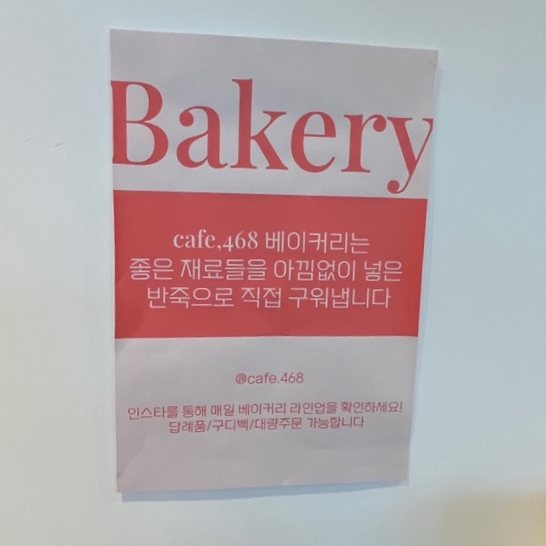 Bakery
cafe.468 베이커리는
좋은 재료들을 아낌없이 넣은
반죽으로 직접 구워냅니다
@cafe.468
인스타를 통해 매일 베이커리 라인업을 확인하세요!
답례품/구디백/대량주문 가능합니다